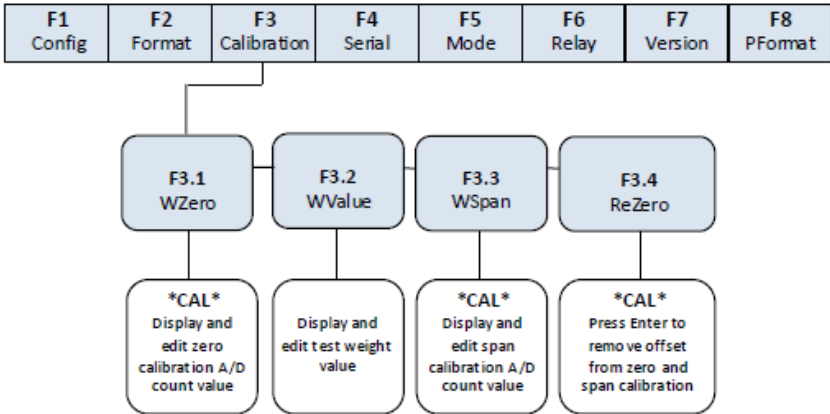 F1 F2 F3 F4 F5 F6 F7 F8
Config Format Calibration Serial Mode Relay Version PFormat
F3.1
WZero
F3.2
WValue
F3.3
WSpan
F3.4
ReZero
*CAL*
Display and
edit zero
calibration A/D
count value
Display and
edit test weight
value
*CAL*
Display and
edit span
calibration A/D
count value
*CAL*
Press Enter to
remove offset
from zero and
span calibration